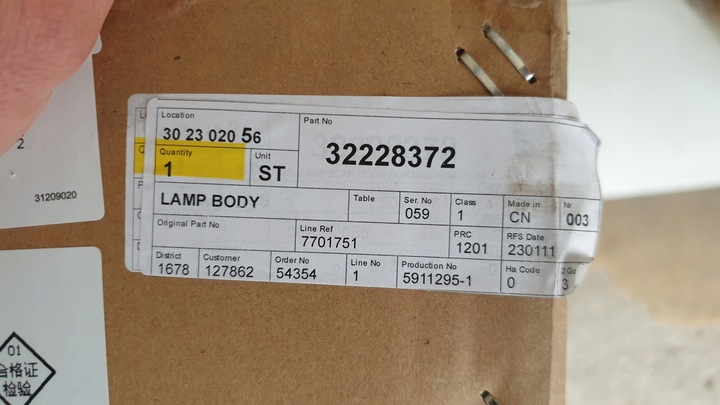 Location
30 23 020 56
Part No
32228372
Quantity
1
Unit
ST
LAMP BODY
Table
Ser. No
059
Class
1
Made in
CN
Nr
003
Original Part No
Line Ref
7701751
PRC
1201
RFS Date
230111
District
1678
Customer
127862
Order No
54354
Line No
1
Production No
5911295-1
Ha Code
0
3
2
31209020
01
合格证
检验